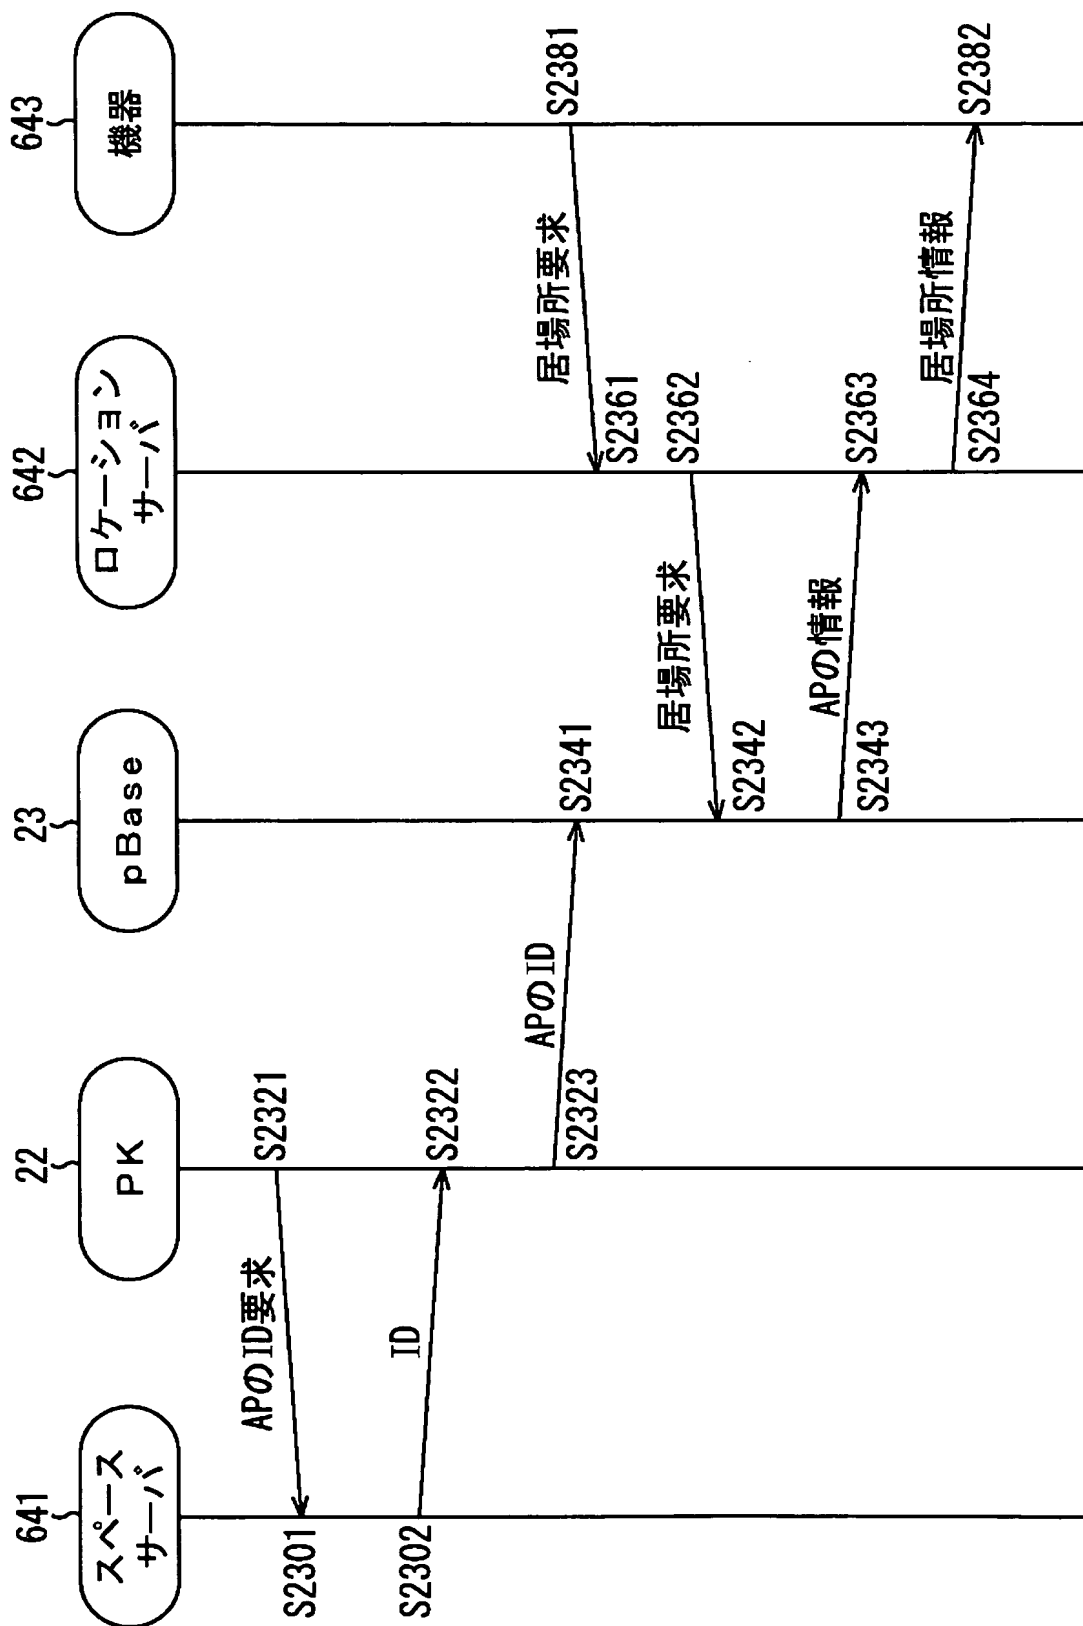 641
スペース
サーバ
22
PK
23
pBase
642
ロケーション
サーバ
643
機器
S2321
APのID要求
S2301
ID
S2302
S2322
APのID
S2323
S2341
S2381
居場所要求
S2361
S2362
居場所要求
S2342
APの情報
S2343
S2363
居場所情報
S2364
S2382